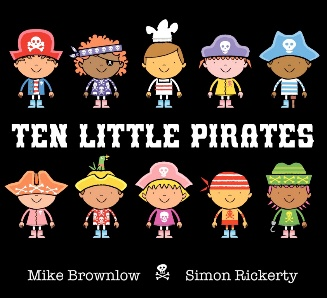 TEN LITTLE PIRATES
Mike Brownlow Simon Rickerty